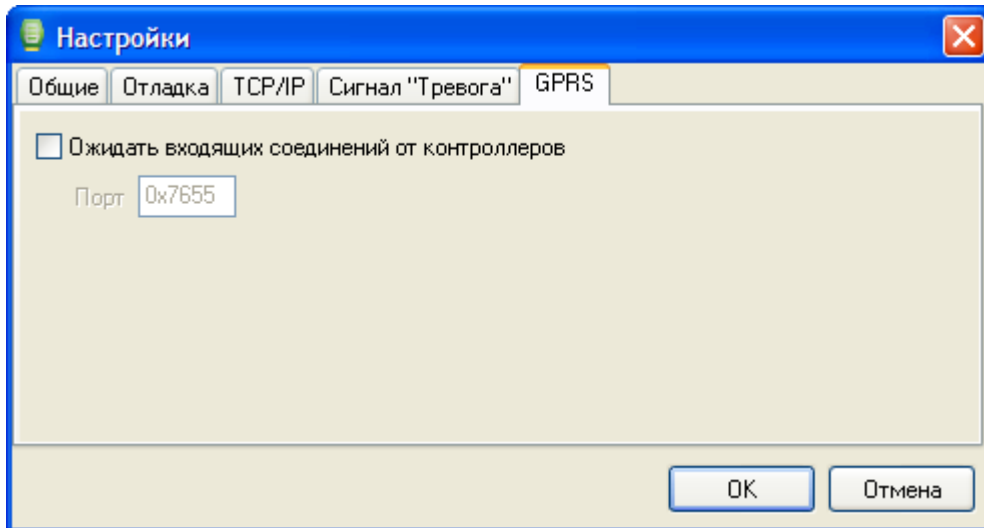 Настройки
Общие Отладка TCP/IP Сигнал "Тревога" GPRS
Ожидать входящих соединений от контроллеров
Порт 0x7655
OK Отмена